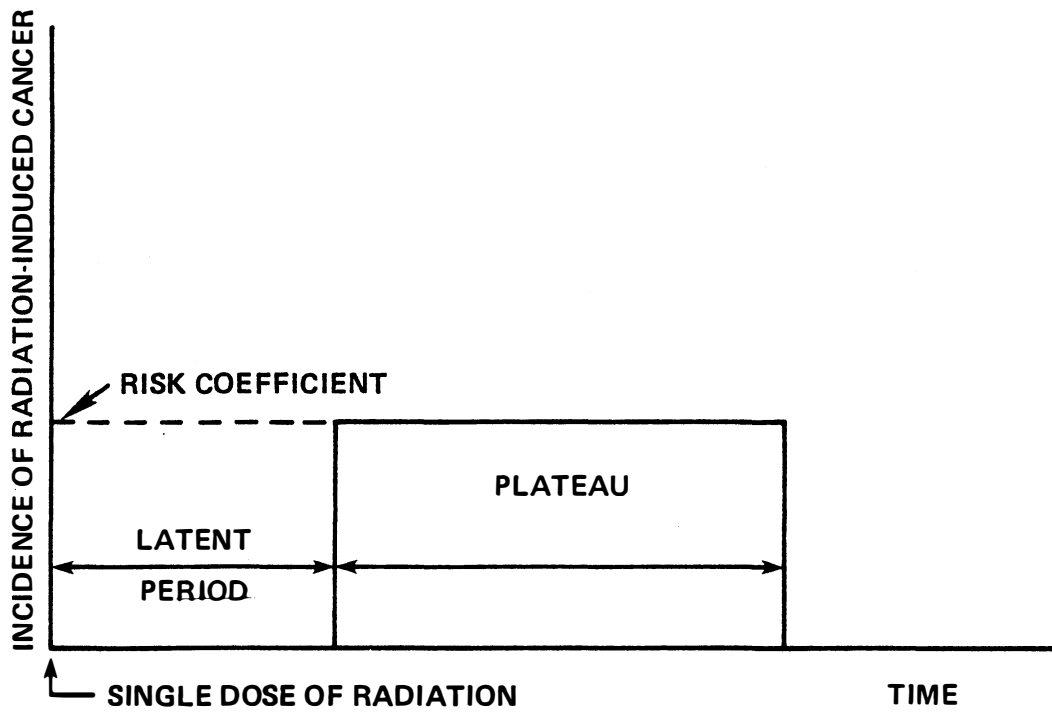 INCIDENCE OF RADIATION-INDUCED CANCER
RISK COEFFICIENT
PLATEAU
LATENT
PERIOD
SINGLE DOSE OF RADIATION
TIME